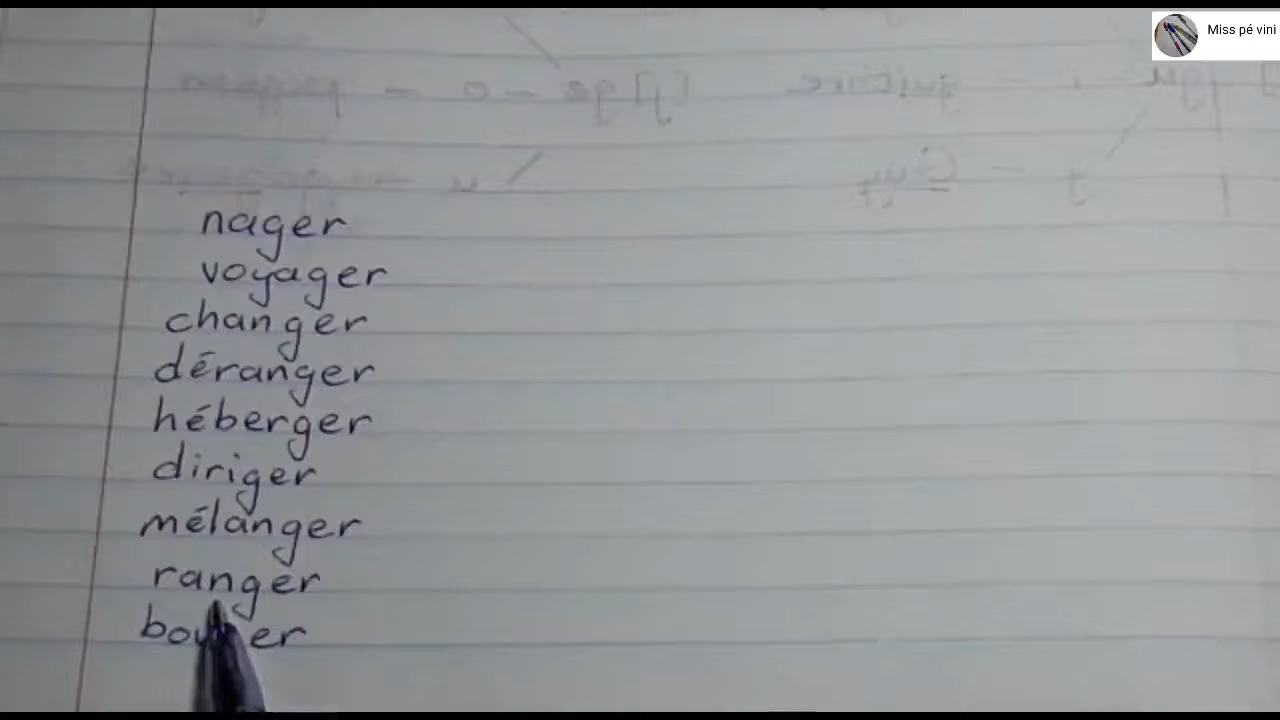 Miss pé vini
nager
voyager
changer
déranger
héberger
diriger
mélanger
ranger